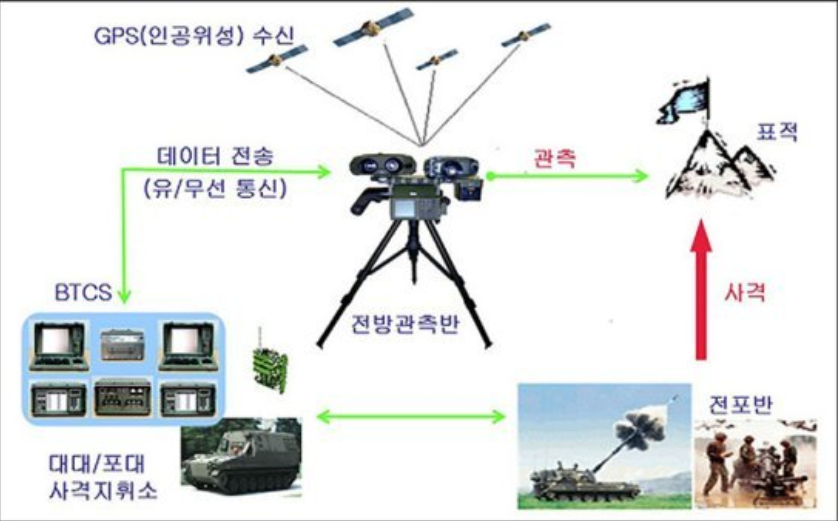 GPS(인공위성) 수신
표적
데이터 전송
(유/무선 통신)
관측
BTCS
사격
전방관측반
전포반
대대/포대
사격지휘소